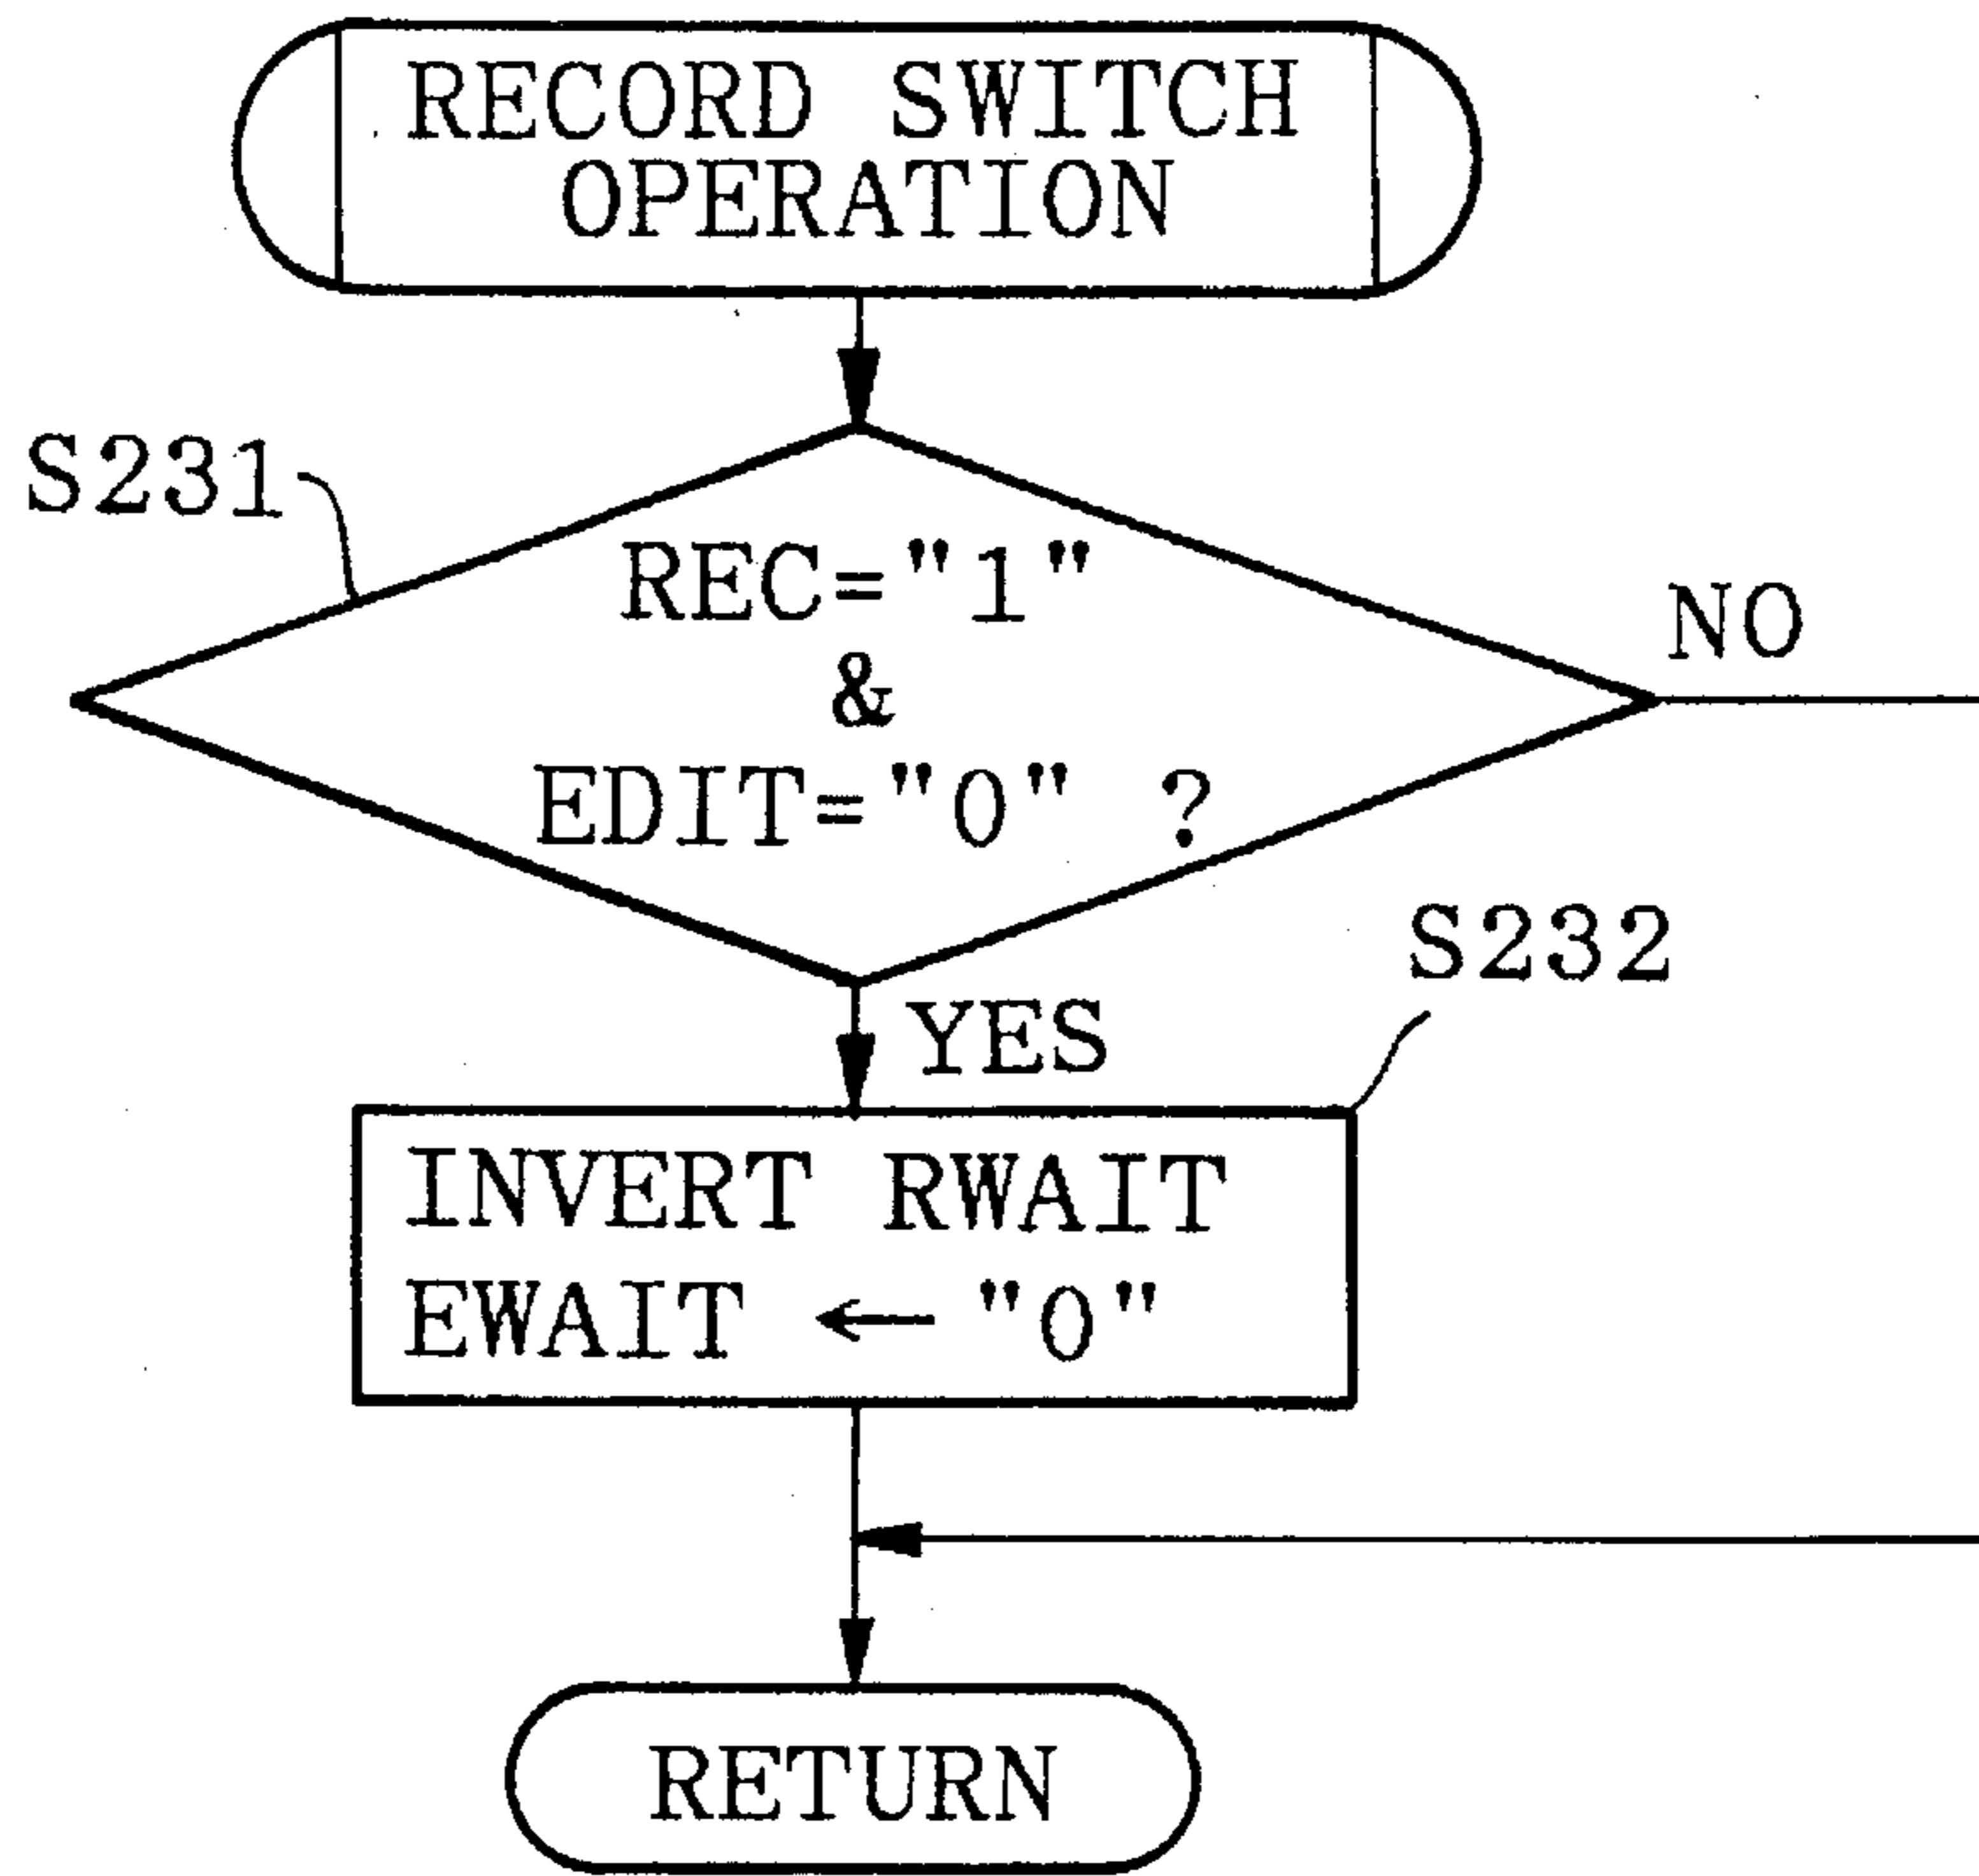 RECORD SWITCH
OPERATION
S231
REC="1"
&
EDIT="0" ?
NO
S232
YES
INVERT RWAIT
EWAIT ← "0"
RETURN